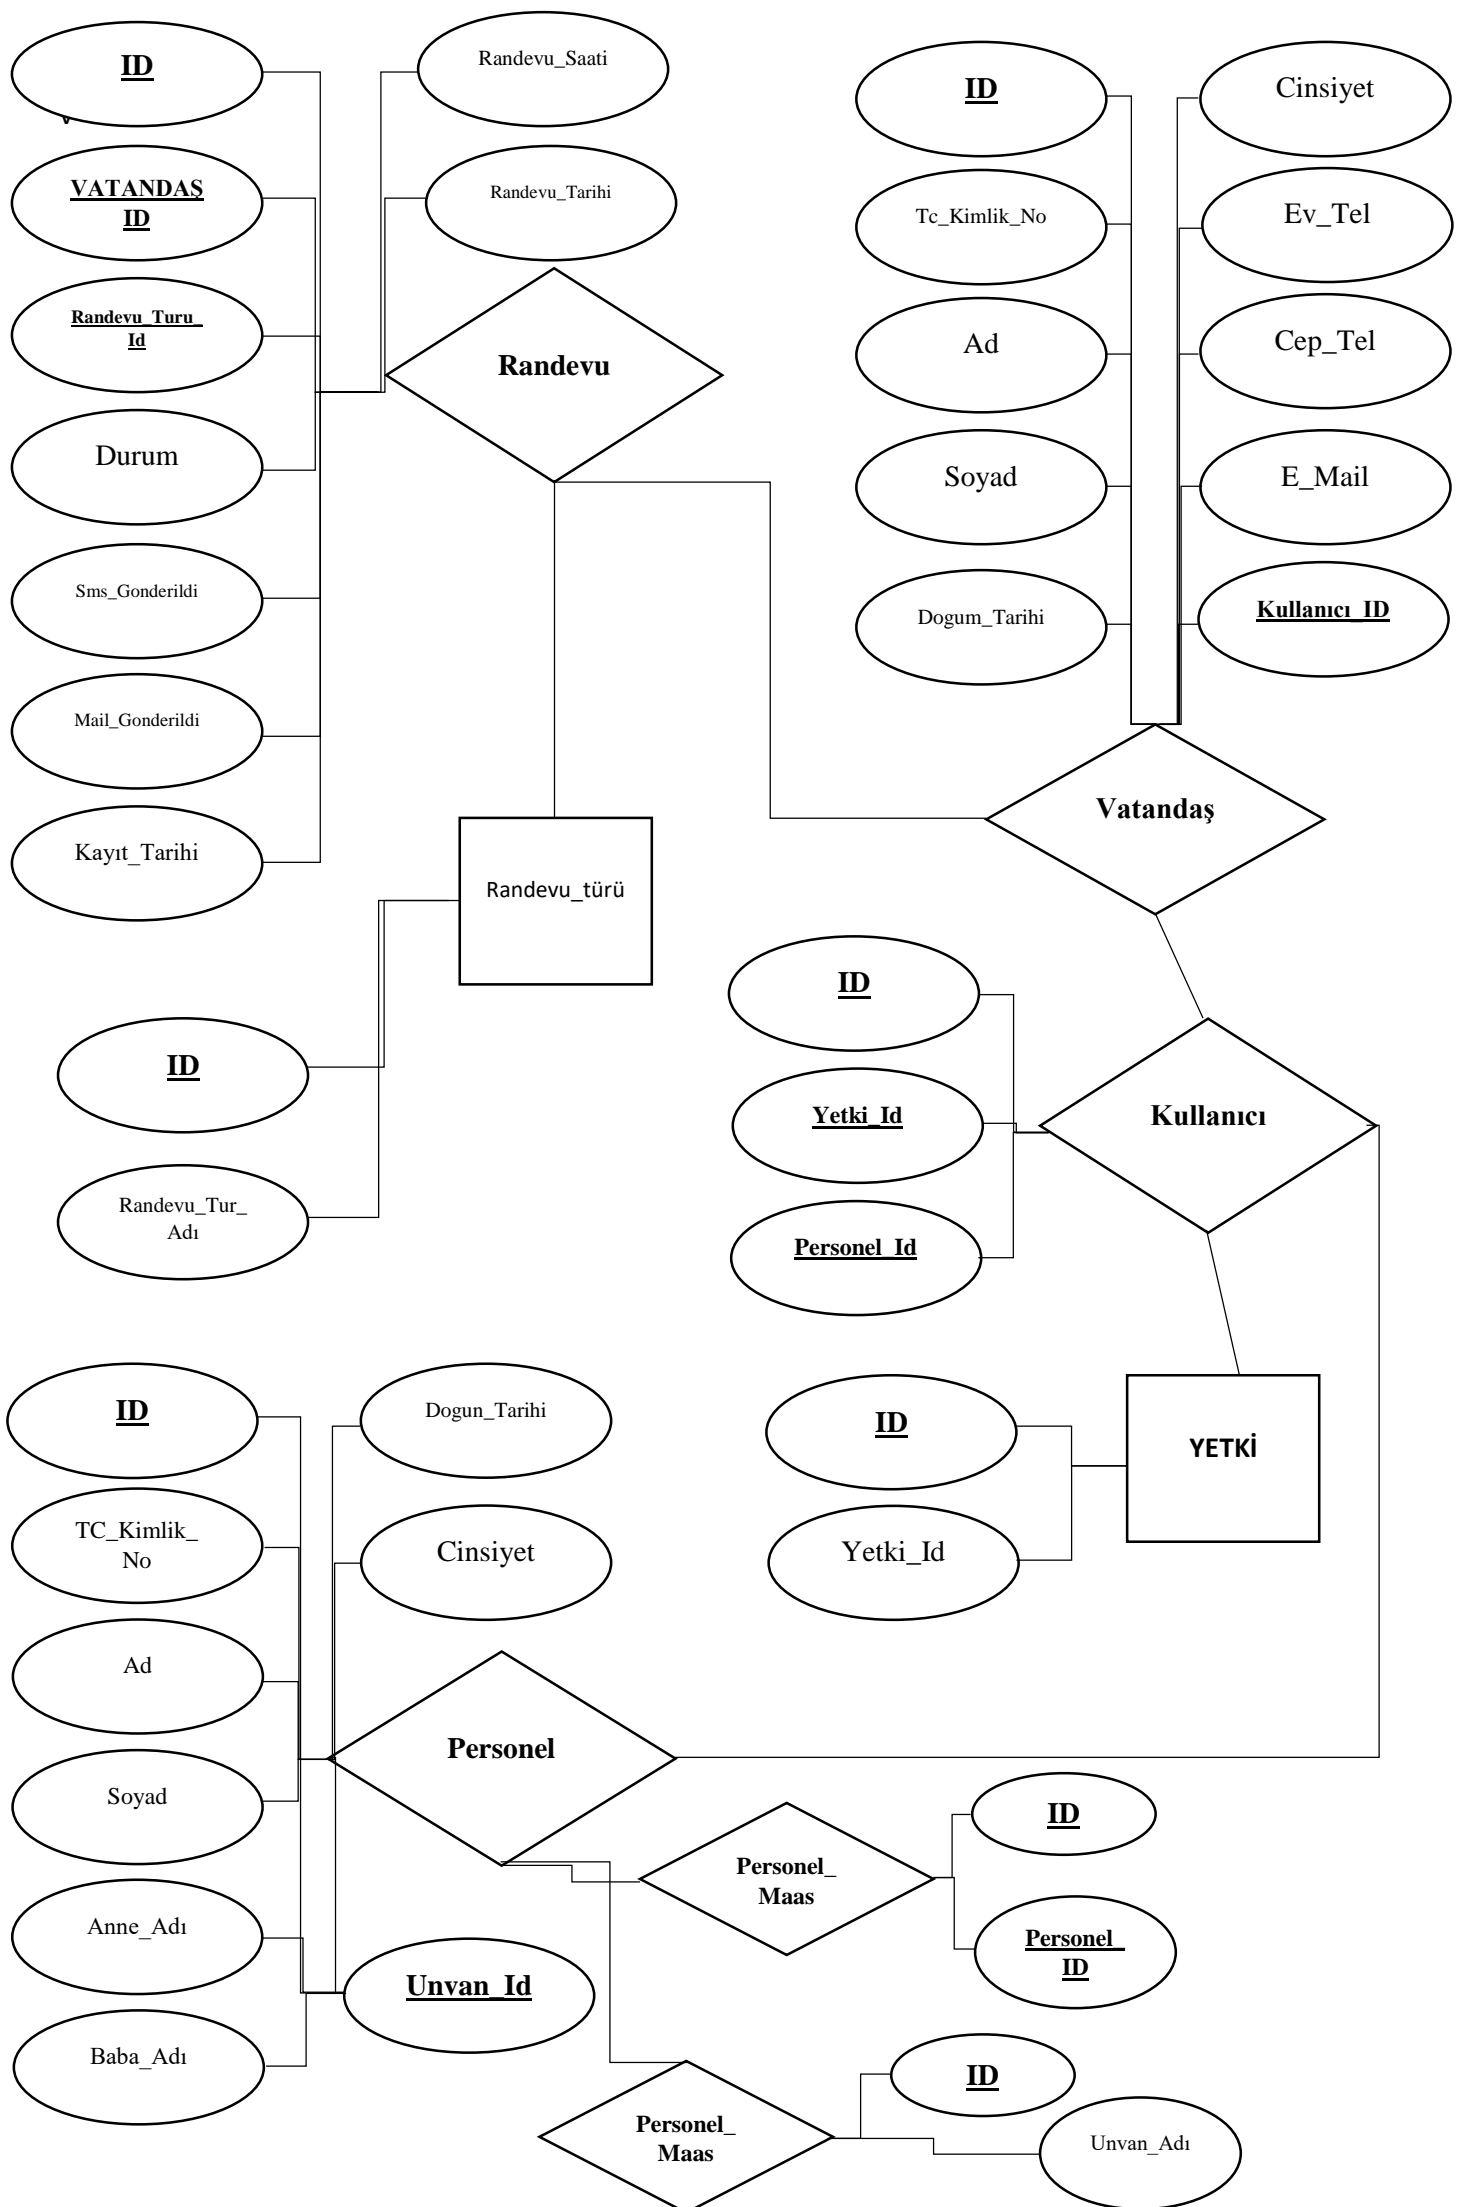 ID
Randevu_Saati
VATANDAŞ
ID
Randevu_Tarihi
Randevu_Turu_
Id
Randevu
Durum
Sms_Gonderildi
Mail_Gonderildi
Kayıt_Tarihi
ID
Cinsiyet
Tc_Kimlik_No
Ev_Tel
Ad
Cep_Tel
Soyad
E_Mail
Dogum_Tarihi
Kullanıcı_ID
Vatandaş
Randevu_türü
ID
Randevu_Tur_
Adı
ID
Yetki_Id
Personel_Id
Kullanıcı
ID
Yetki_Id
YETKİ
ID
Dogun_Tarihi
TC_Kimlik_
No
Cinsiyet
Ad
Soyad
Personel
Anne_Adı
Baba_Adı
Unvan_Id
Personel_
Maas
ID
Personel_
ID
Personel_
Maas
ID
Unvan_Adı